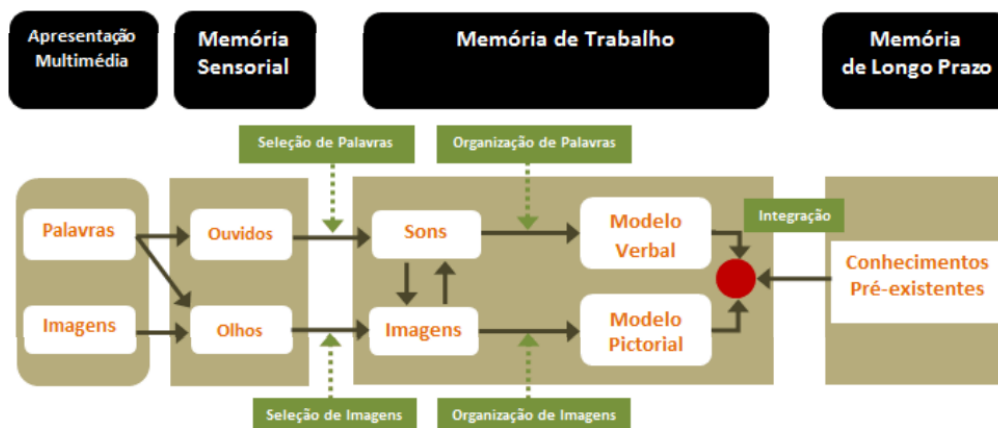 Apresentação
Multimédia
Memória
Sensorial
Memória de Trabalho
Memória
de Longo Prazo
Seleção de Palavras
Organização de Palavras
Palavras
Ouvidos
Sons
Modelo
Verbal
Integração
Conhecimentos
Pré-existentes
Imagens
Olhos
Imagens
Modelo
Pictorial
Seleção de Imagens
Organização de Imagens